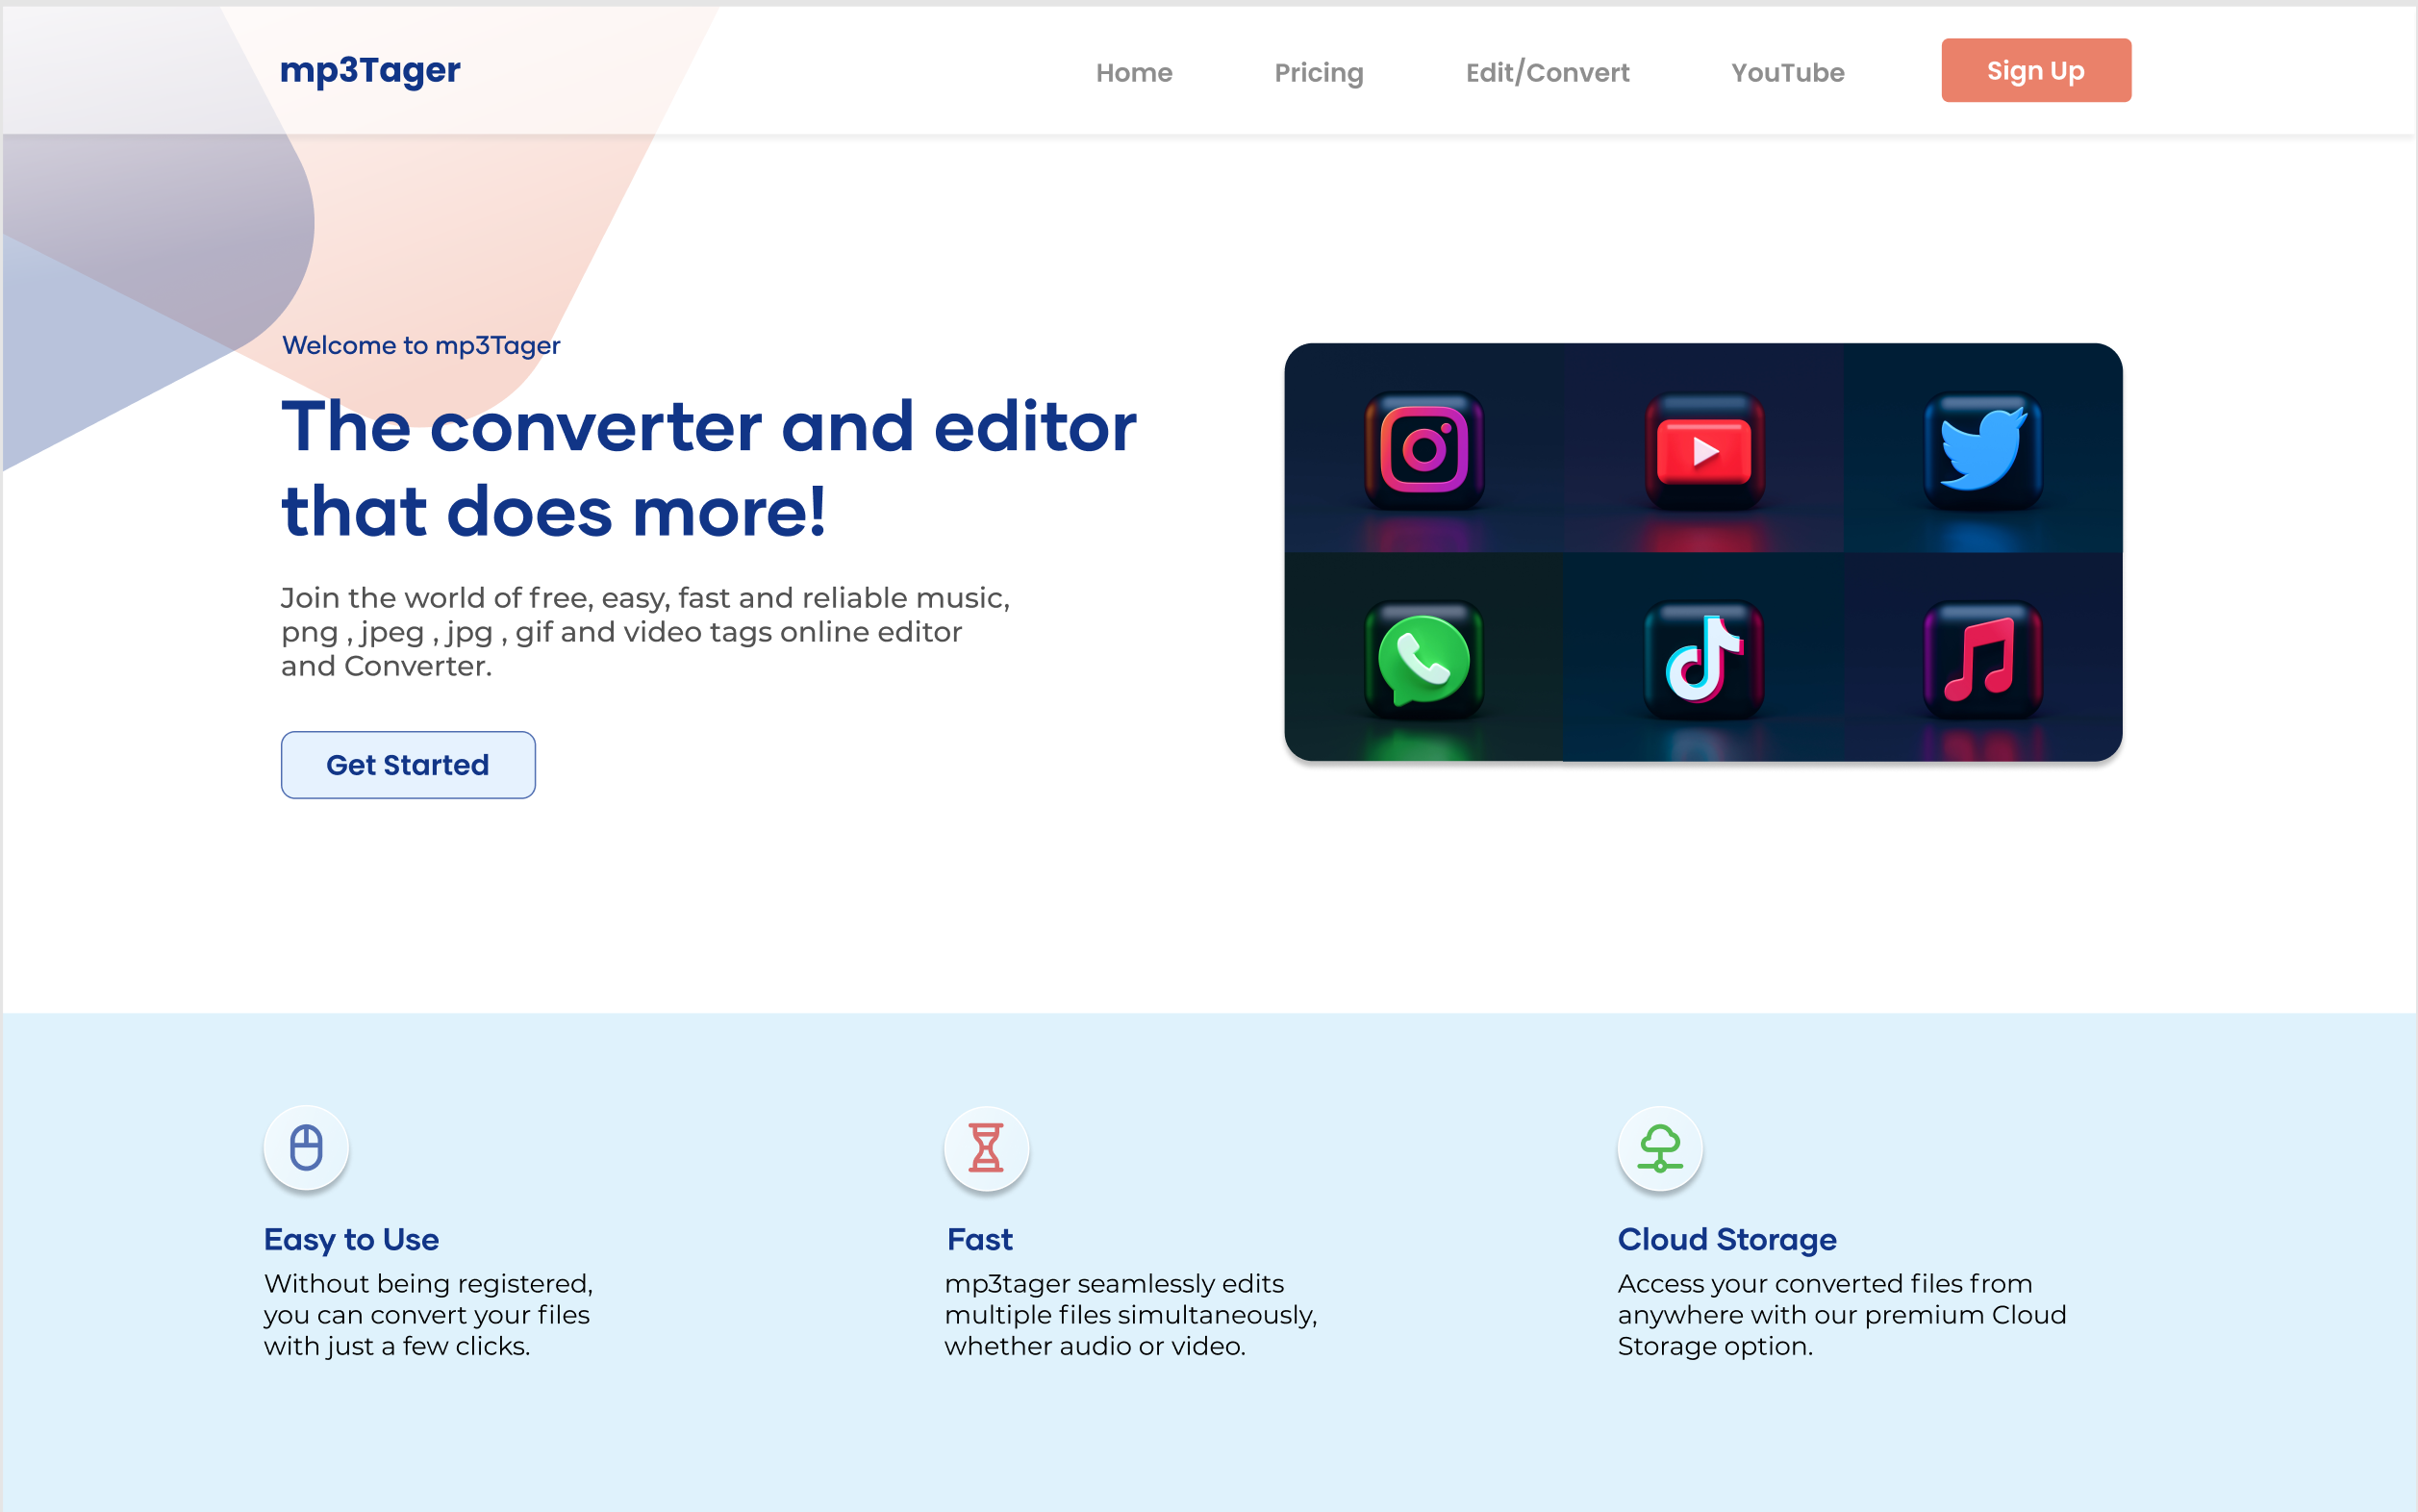 mp3Tager
Home
Pricing
Edit/Convert
YouTube
Sign Up
Welcome to mp3Tager
The converter and editor
that does more!
Join the world of free, easy, fast and reliable music,
png , jpeg , jpg , gif and video tags online editor
and Converter.
Get Started
Easy to Use
Without being registered,
you can convert your files
with just a few clicks.
Fast
mp3tager seamlessly edits
multiple files simultaneously,
whether audio or video.
Cloud Storage
Access your converted files from
anywhere with our premium Cloud
Storage option.